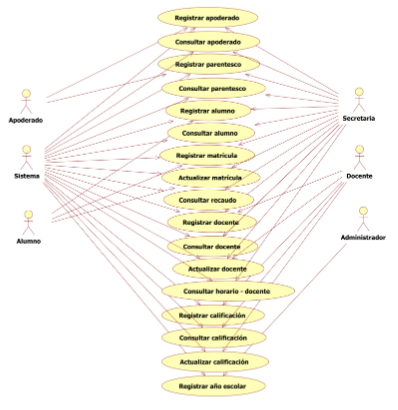 Registrar apoderado
Consultar apoderado
Registrar parentesco
Consultar parentesco
Apoderado
Secretaria
Registrar alumno
Consultar alumno
Registrar matrícula
Sistema
Docente
Actualizar matrícula
Consultar recaudo
Registrar docente
Alumno
Administrador
Consultar docente
Actualizar docente
Consultar horario - docente
Registrar calificación
Consultar calificación
Actualizar calificación
Registrar año escolar